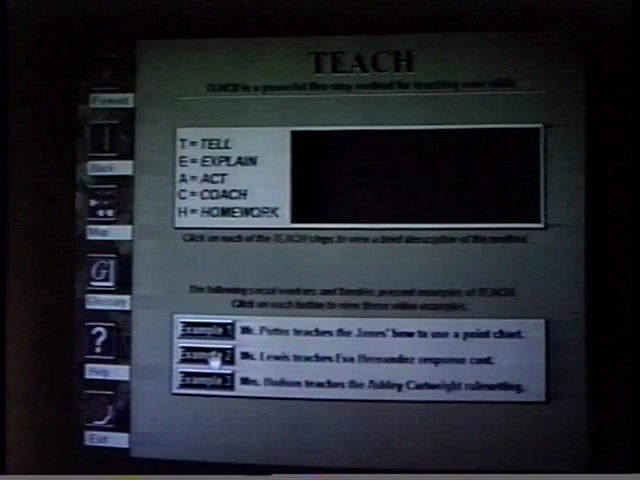 TEACH
TEACH is a powerful five step method for teaching new skills.
Forward
T = TELL
E = EXPLAIN
A = ACT
C = COACH
H = HOMEWORK
Back
Map
Click on each of the TEACH steps to view a brief description of the method.
G
Glossary
The following social workers and families present examples of TEACH.
Click on each button to view these video examples.
Example 1 Mr. Potter teaches the Jones' how to use a point chart.
Example 2 Ms. Lewis teaches Eva Hernandez response cost.
Example 3 Mrs. Hudson teaches the Ashley Cartwright rulesetting.
?
Help
Exit